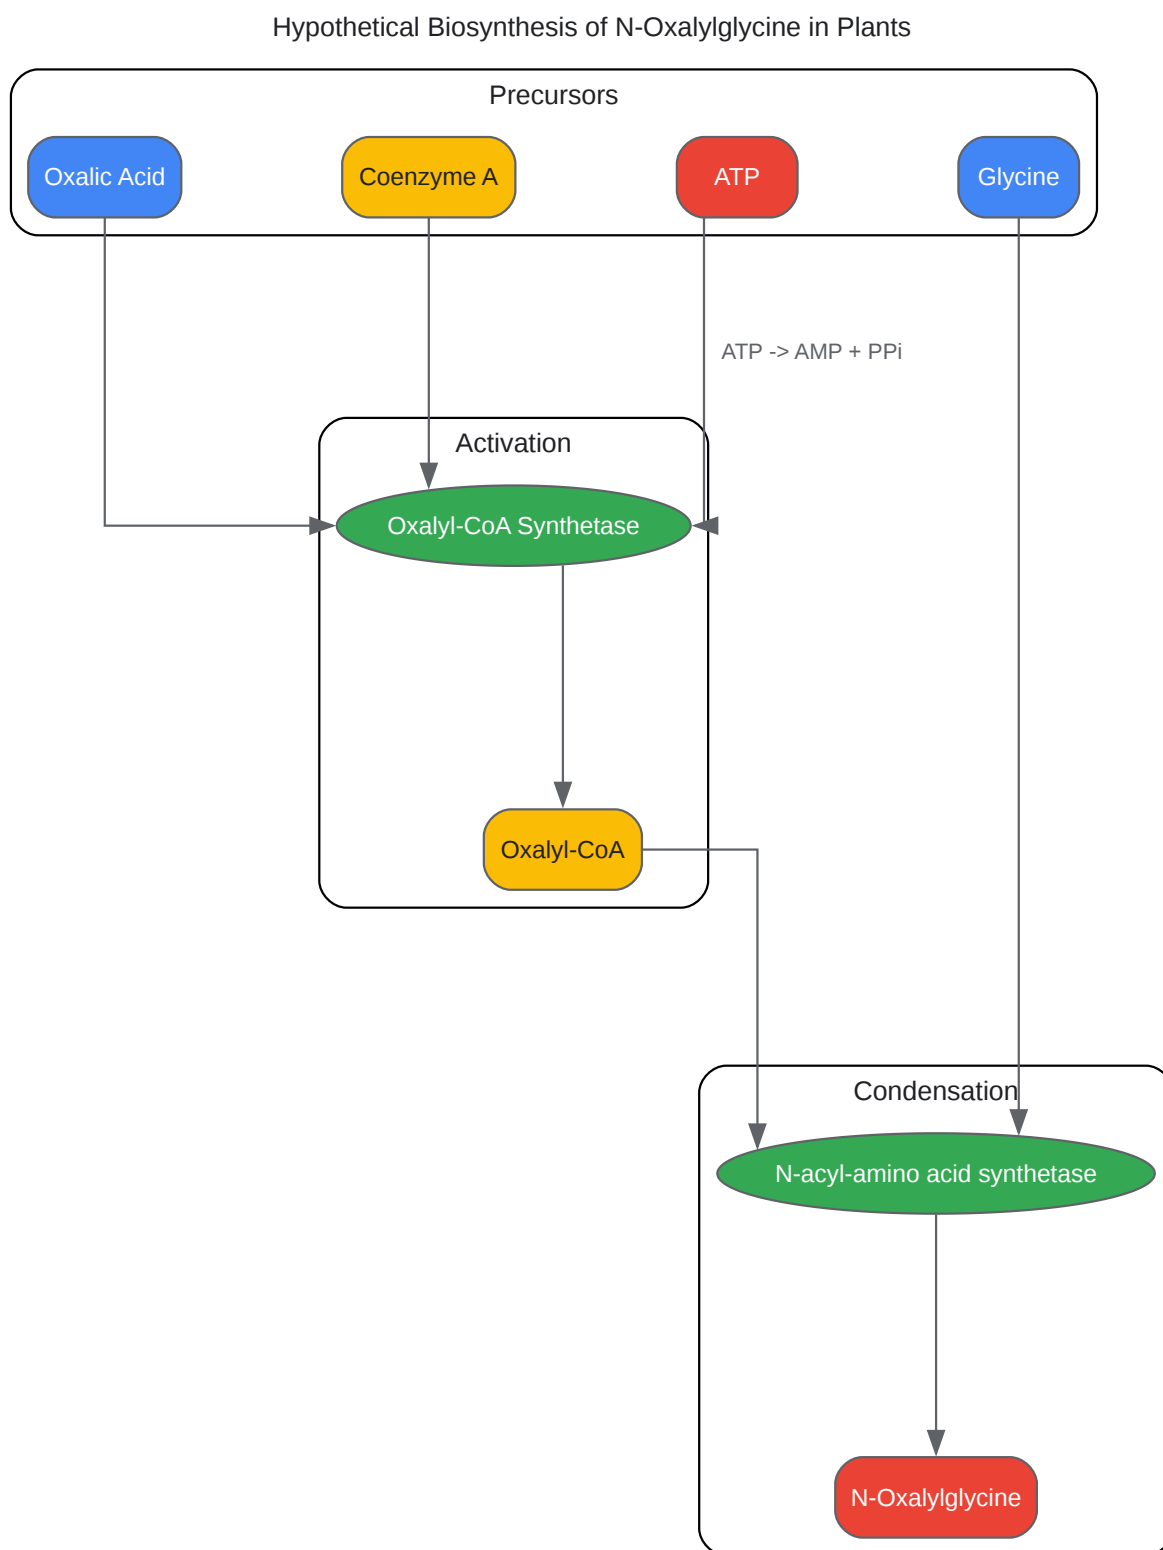 Hypothetical Biosynthesis of N-Oxalylglycine in Plants
Precursors
Oxalic Acid
Coenzyme A
ATP
Glycine
ATP -> AMP + PPi
Activation
Oxalyl-CoA Synthetase
Oxalyl-CoA
Condensation
N-acyl-amino acid synthetase
N-Oxalylglycine